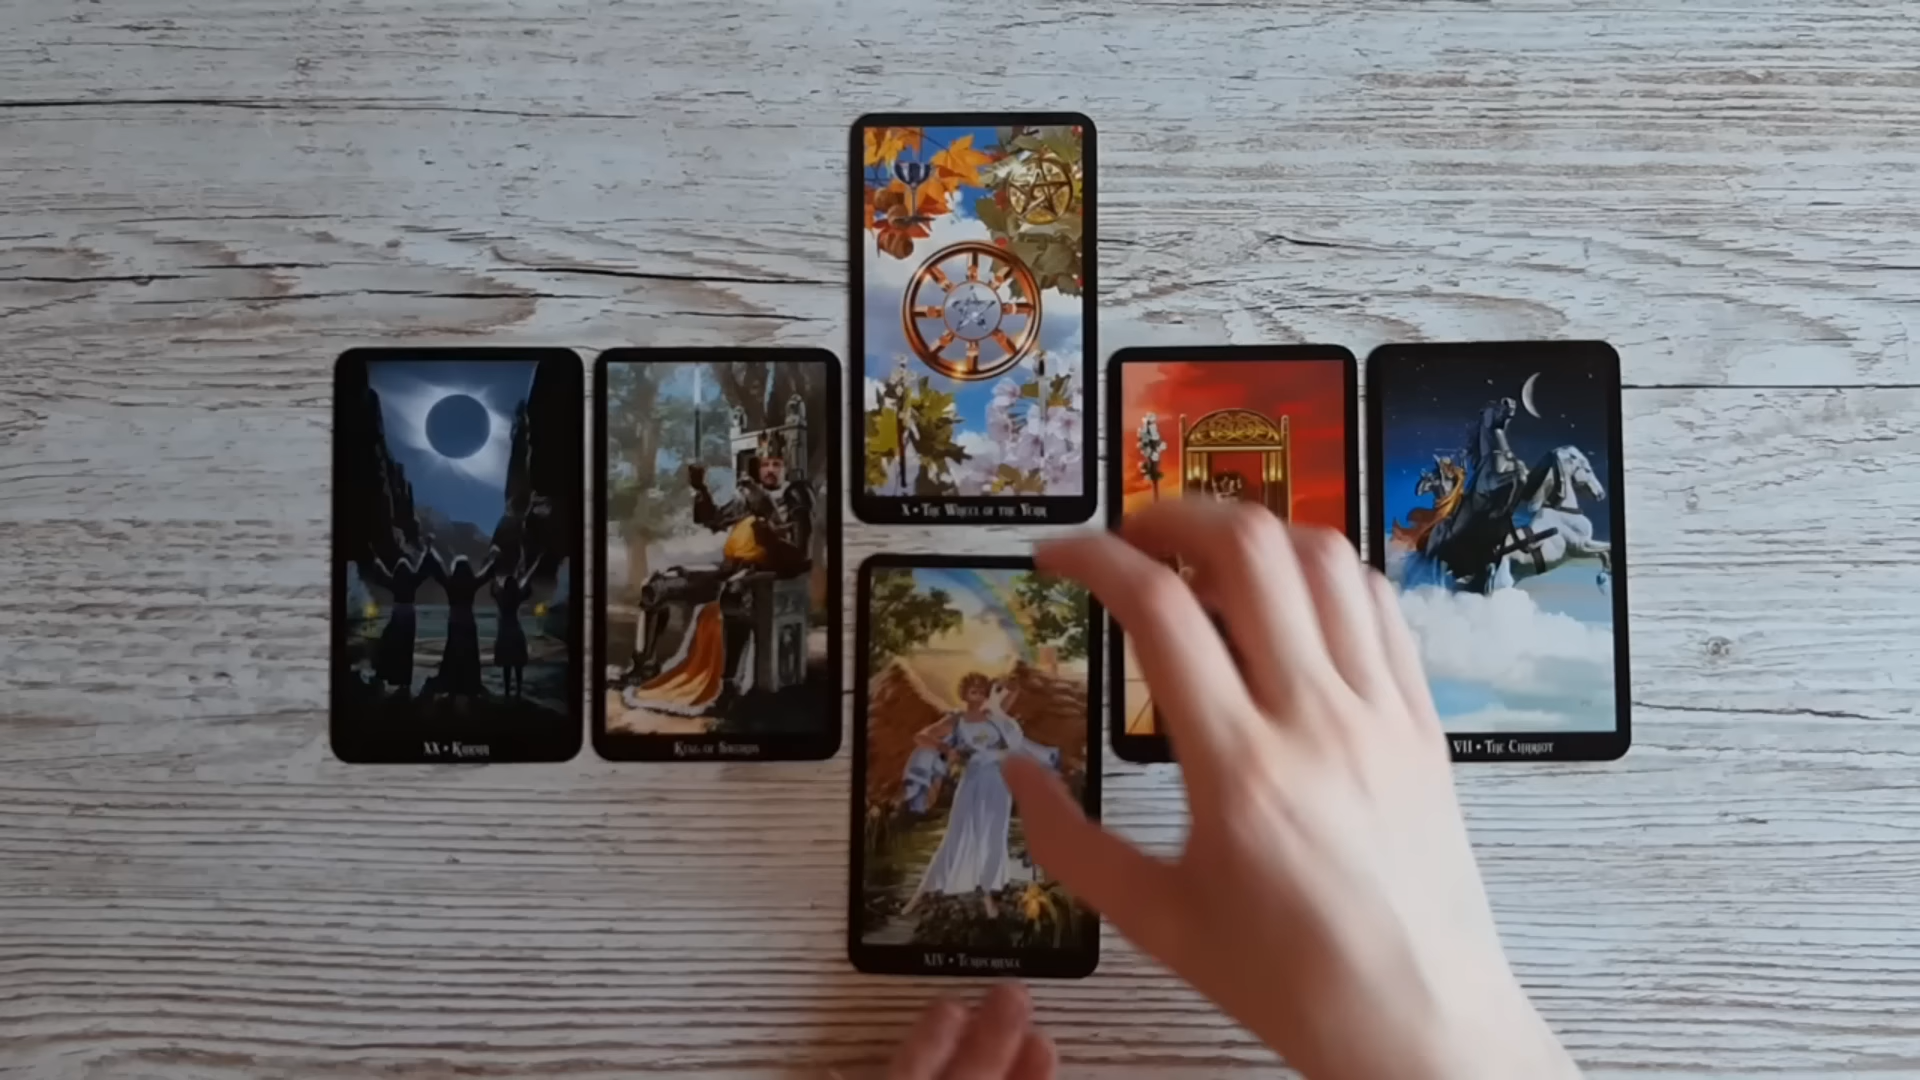 X • The Wheel of the Year
XX • Karma
King of Swords
VII • The Chariot
XIV • Temperance